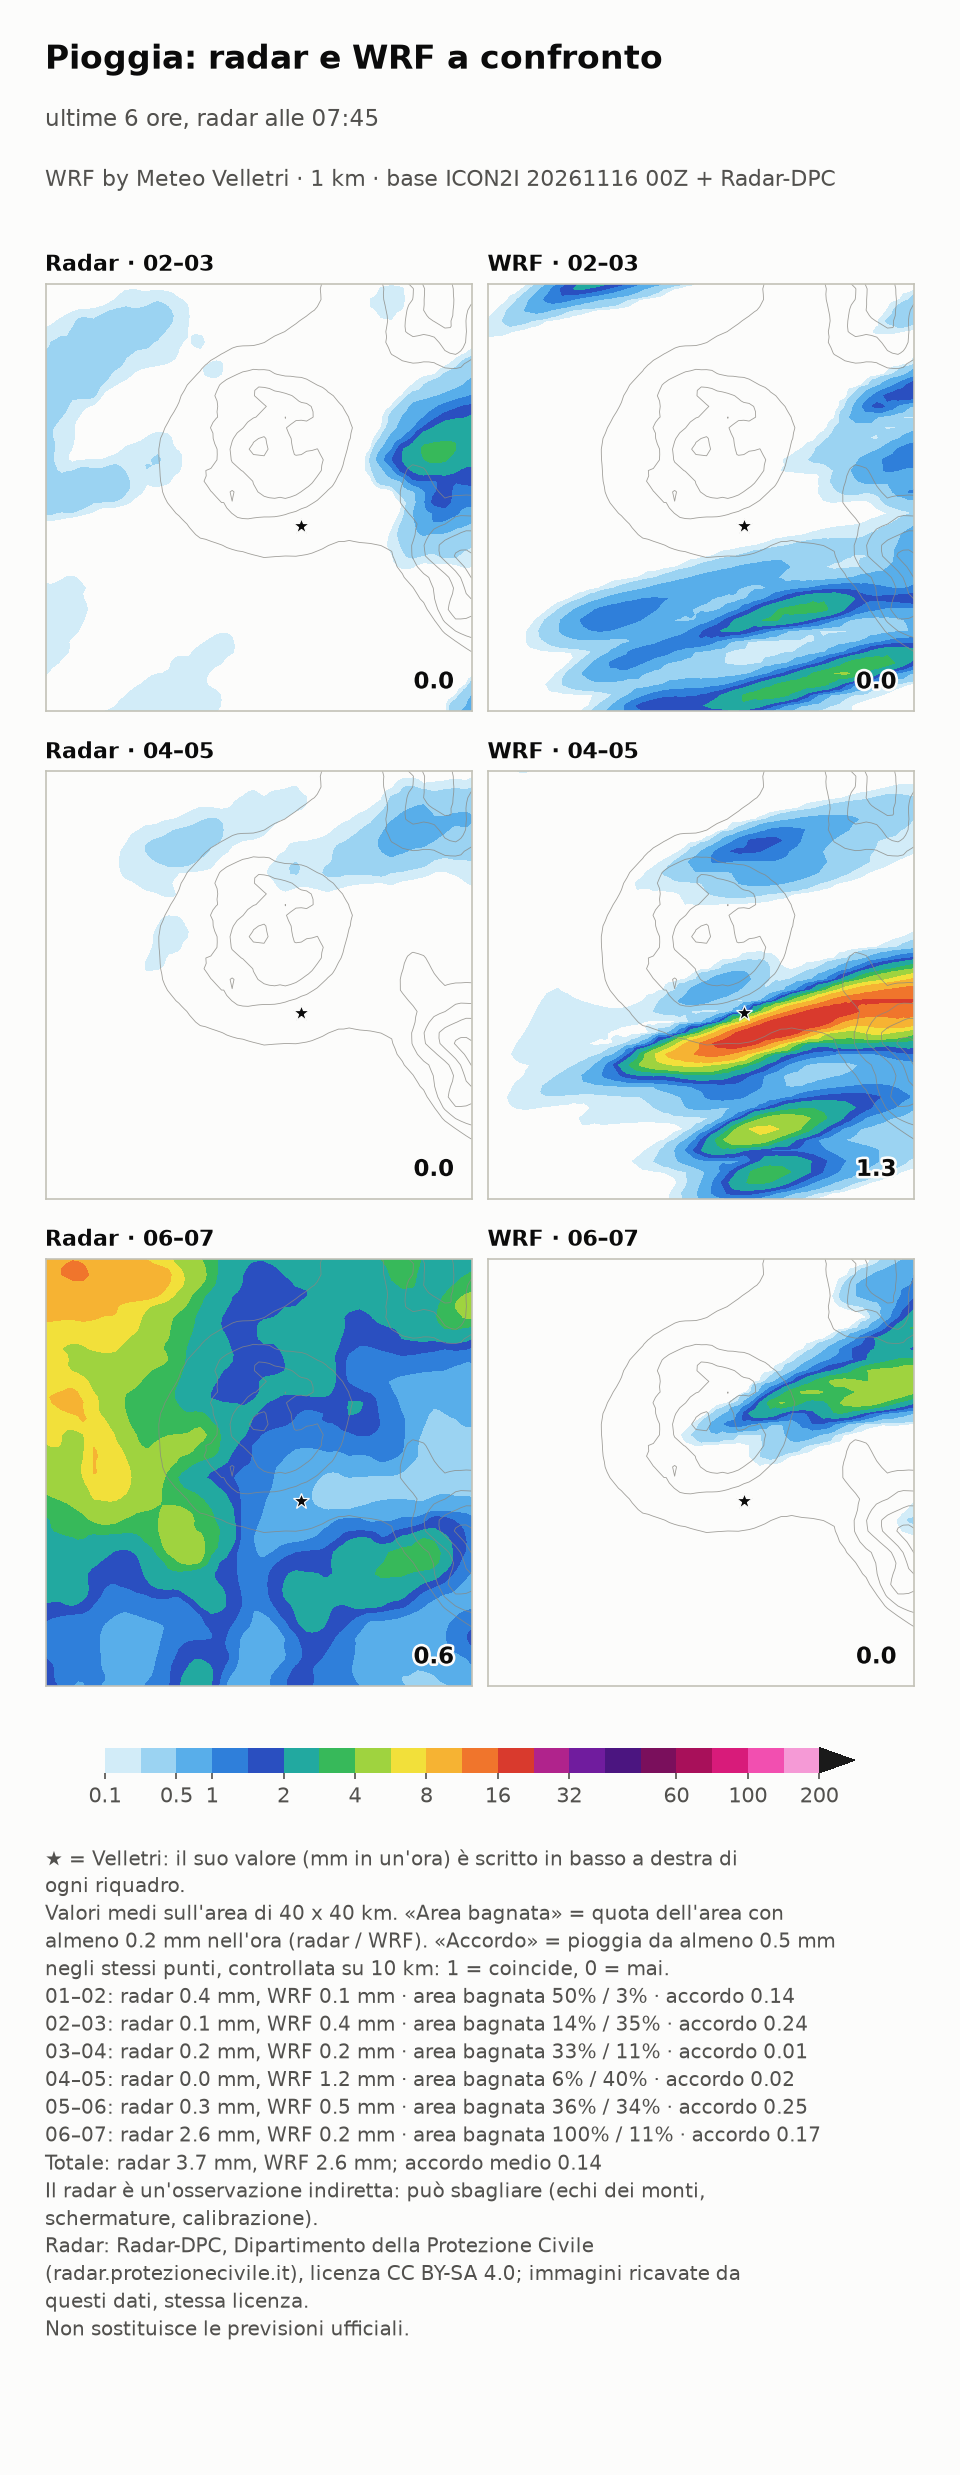 Pioggia: radar e WRF a confronto
ultime 6 ore, radar alle 07:45
WRF by Meteo Velletri · 1 km · base ICON2I 20261116 00Z + Radar-DPC
Radar · 02–03
WRF · 02–03
0.0
0.0
Radar · 04–05
WRF · 04–05
0.0
1.3
Radar · 06–07
WRF · 06–07
0.6
0.0
0.1 0.5 1 2 4 8 16 32 60 100 200
★ = Velletri: il suo valore (mm in un'ora) è scritto in basso a destra di
ogni riquadro.
Valori medi sull'area di 40 x 40 km. «Area bagnata» = quota dell'area con
almeno 0.2 mm nell'ora (radar / WRF). «Accordo» = pioggia da almeno 0.5 mm
negli stessi punti, controllata su 10 km: 1 = coincide, 0 = mai.
01–02: radar 0.4 mm, WRF 0.1 mm · area bagnata 50% / 3% · accordo 0.14
02–03: radar 0.1 mm, WRF 0.4 mm · area bagnata 14% / 35% · accordo 0.24
03–04: radar 0.2 mm, WRF 0.2 mm · area bagnata 33% / 11% · accordo 0.01
04–05: radar 0.0 mm, WRF 1.2 mm · area bagnata 6% / 40% · accordo 0.02
05–06: radar 0.3 mm, WRF 0.5 mm · area bagnata 36% / 34% · accordo 0.25
06–07: radar 2.6 mm, WRF 0.2 mm · area bagnata 100% / 11% · accordo 0.17
Totale: radar 3.7 mm, WRF 2.6 mm; accordo medio 0.14
Il radar è un'osservazione indiretta: può sbagliare (echi dei monti,
schermature, calibrazione).
Radar: Radar-DPC, Dipartimento della Protezione Civile
(radar.protezionecivile.it), licenza CC BY-SA 4.0; immagini ricavate da
questi dati, stessa licenza.
Non sostituisce le previsioni ufficiali.